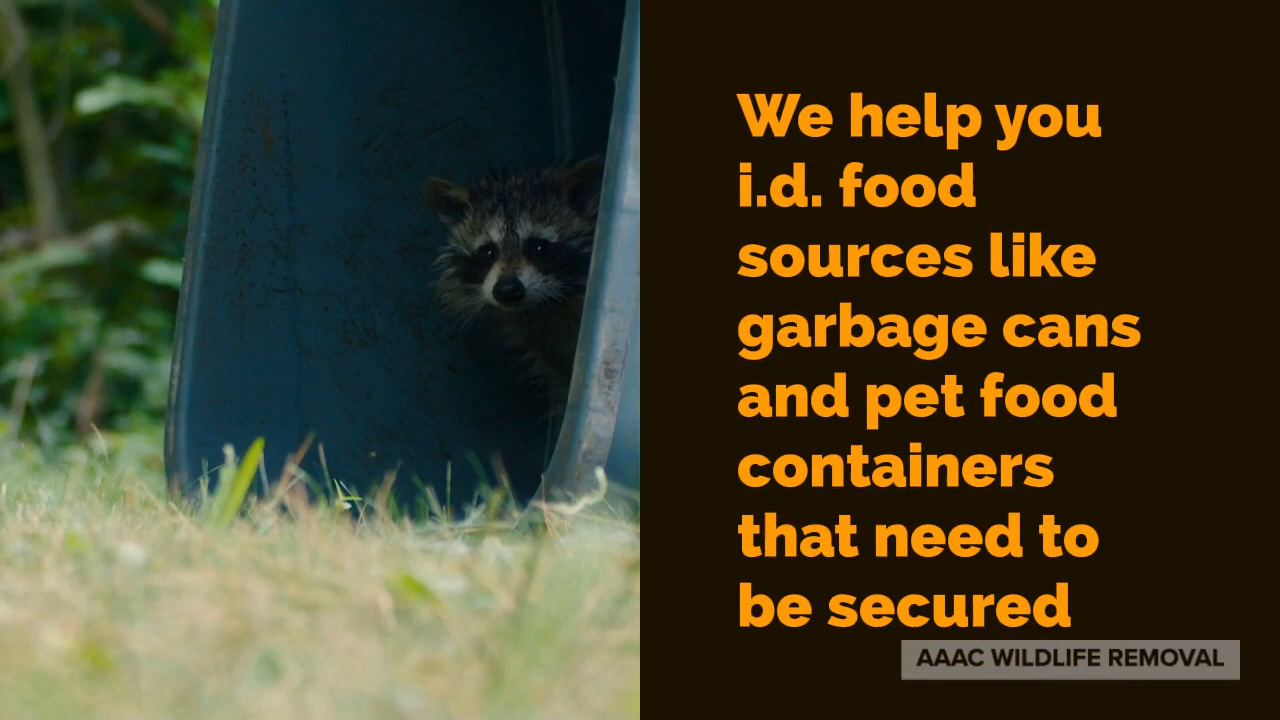 We help you
i.d. food
sources like
garbage cans
and pet food
containers
that need to
be secured
AAAC WILDLIFE REMOVAL